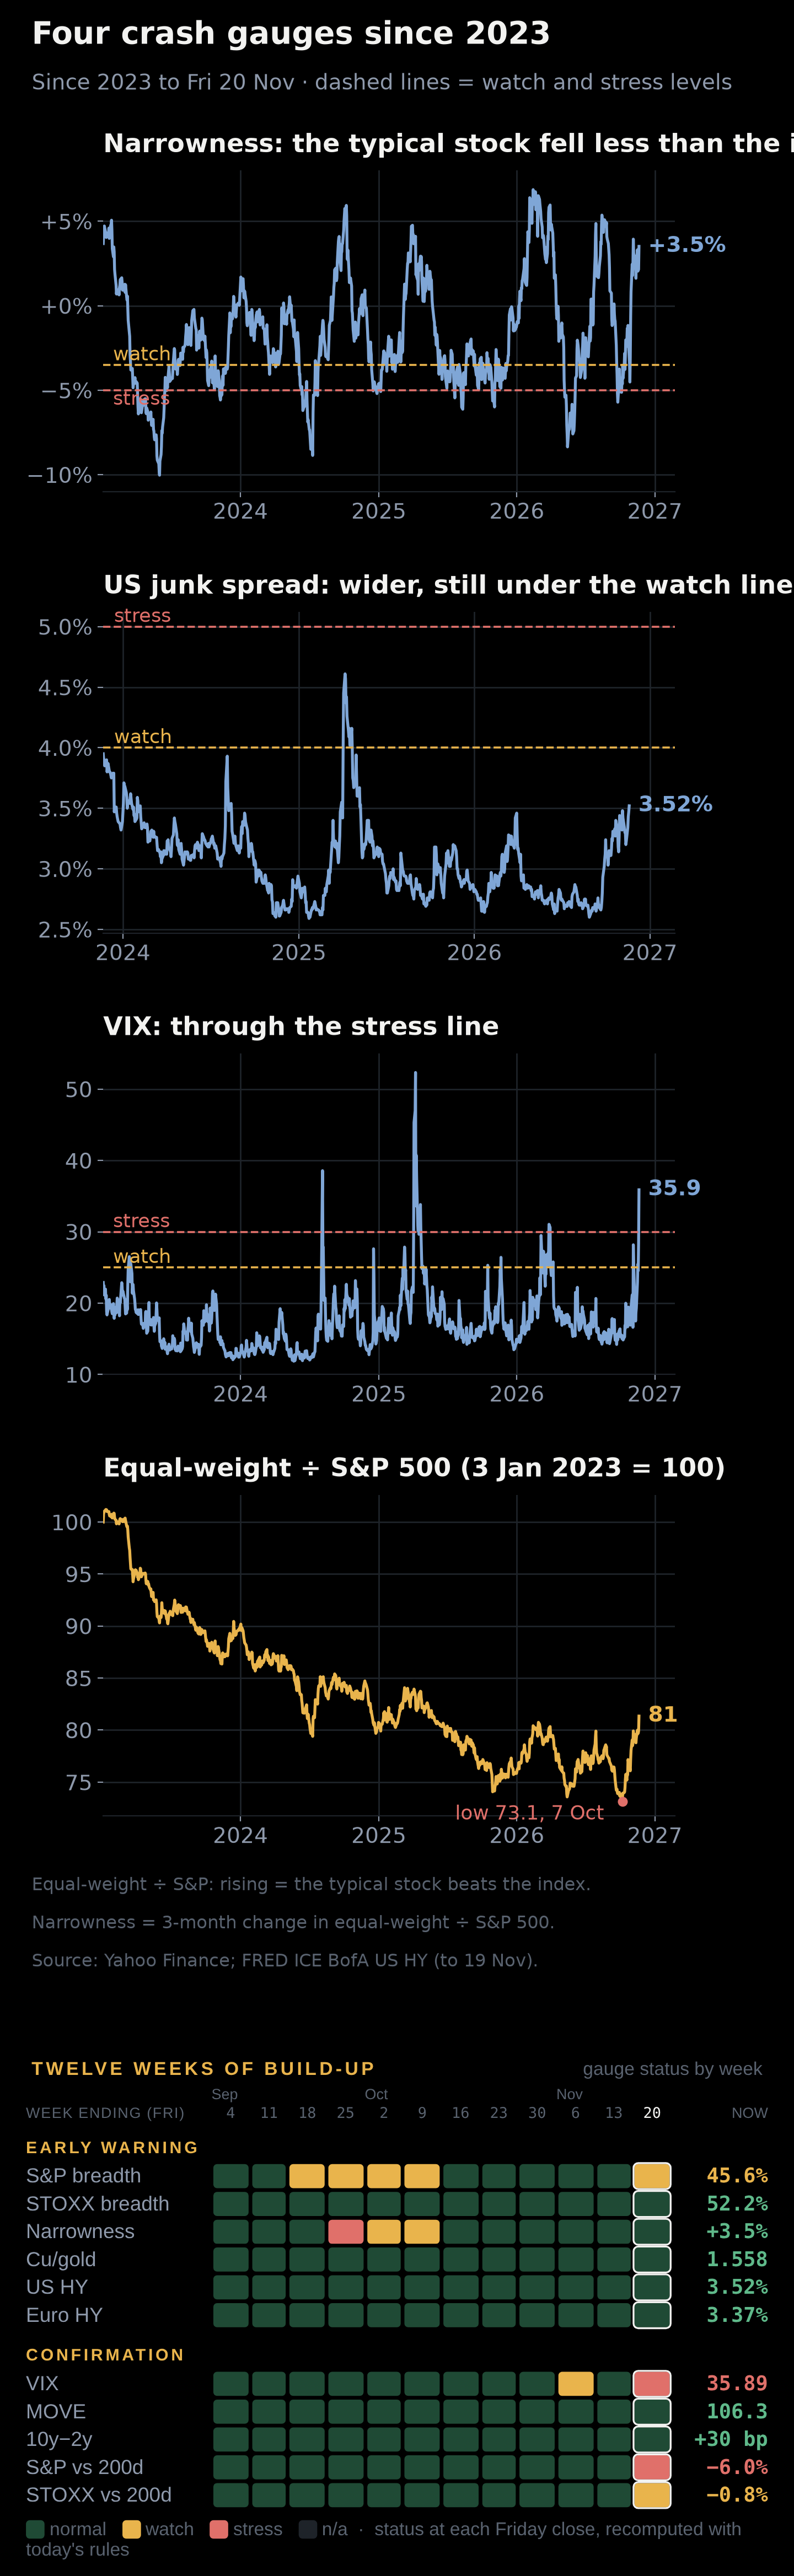 Four crash gauges since 2023
Since 2023 to Fri 20 Nov · dashed lines = watch and stress levels
Narrowness: the typical stock fell less than the i
+5%
+3.5%
+0%
watch
−5%
stress
−10%
2024 2025 2026 2027
US junk spread: wider, still under the watch line
stress
5.0%
4.5%
watch
4.0%
3.5%
3.52%
3.0%
2.5%
2024 2025 2026 2027
VIX: through the stress line
50
40
35.9
stress
30
watch
20
10
2024 2025 2026 2027
Equal-weight ÷ S&P 500 (3 Jan 2023 = 100)
100
95
90
85
81
80
75
low 73.1, 7 Oct
2024 2025 2026 2027
Equal-weight ÷ S&P: rising = the typical stock beats the index.
Narrowness = 3-month change in equal-weight ÷ S&P 500.
Source: Yahoo Finance; FRED ICE BofA US HY (to 19 Nov).
TWELVE WEEKS OF BUILD-UP gauge status by week
Sep Oct Nov
WEEK ENDING (FRI) 4 11 18 25 2 9 16 23 30 6 13 20 NOW
EARLY WARNING
S&P breadth 45.6%
STOXX breadth 52.2%
Narrowness +3.5%
Cu/gold 1.558
US HY 3.52%
Euro HY 3.37%
CONFIRMATION
VIX 35.89
MOVE 106.3
10y−2y +30 bp
S&P vs 200d −6.0%
STOXX vs 200d −0.8%
normal watch stress n/a · status at each Friday close, recomputed with
today's rules